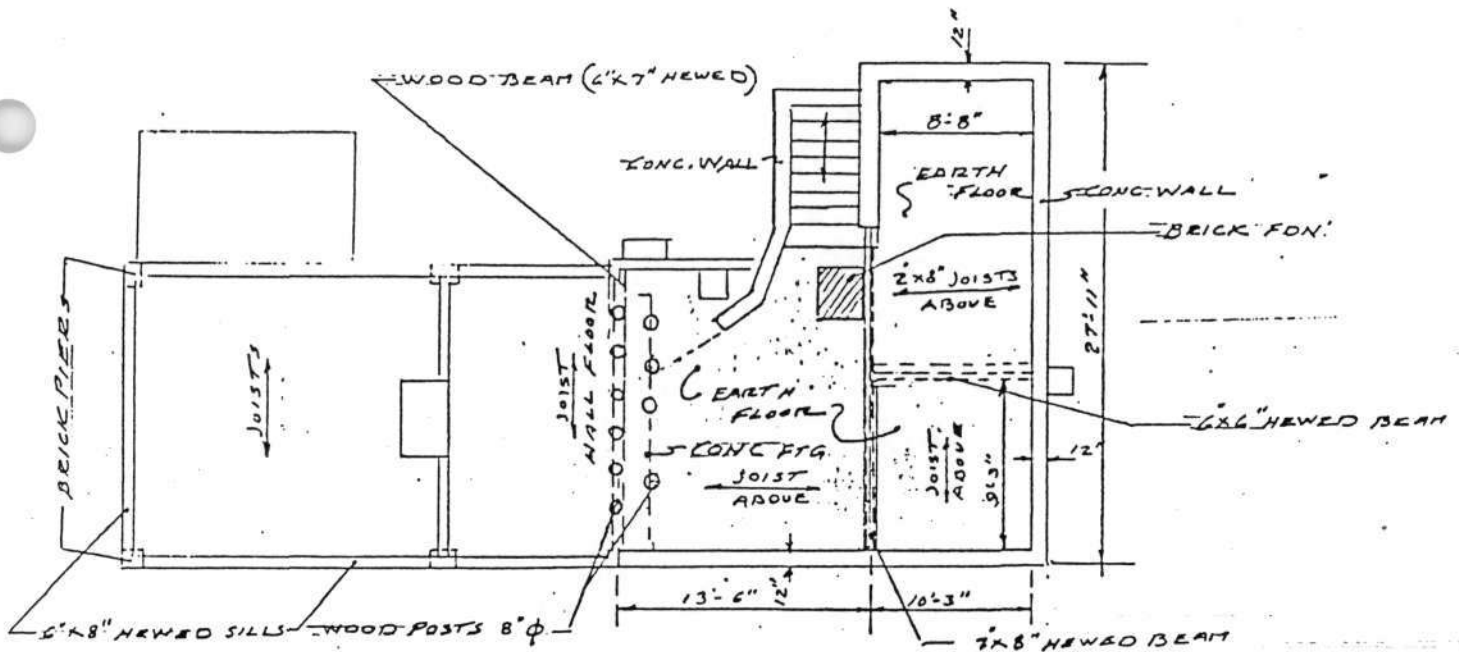 12"
WOOD BEAM (6"X7" HEWED)
8'-8"
CONC. WALL
EARTH
FLOOR
CONC. WALL
BRICK FDN.
2"X8" JOISTS
ABOVE
27'-11"
BRICK PIERS
JOISTS
JOIST
HALL FLOOR
EARTH
FLOOR
6"X6" HEWED BEAM
CONC FTG
JOIST
ABOVE
JOIST
ABOVE
9'-3"
12"
13'-6"
12"
10'-3"
6"X8" HEWED SILLS
WOOD POSTS 8"φ
7"X8" HEWED BEAM